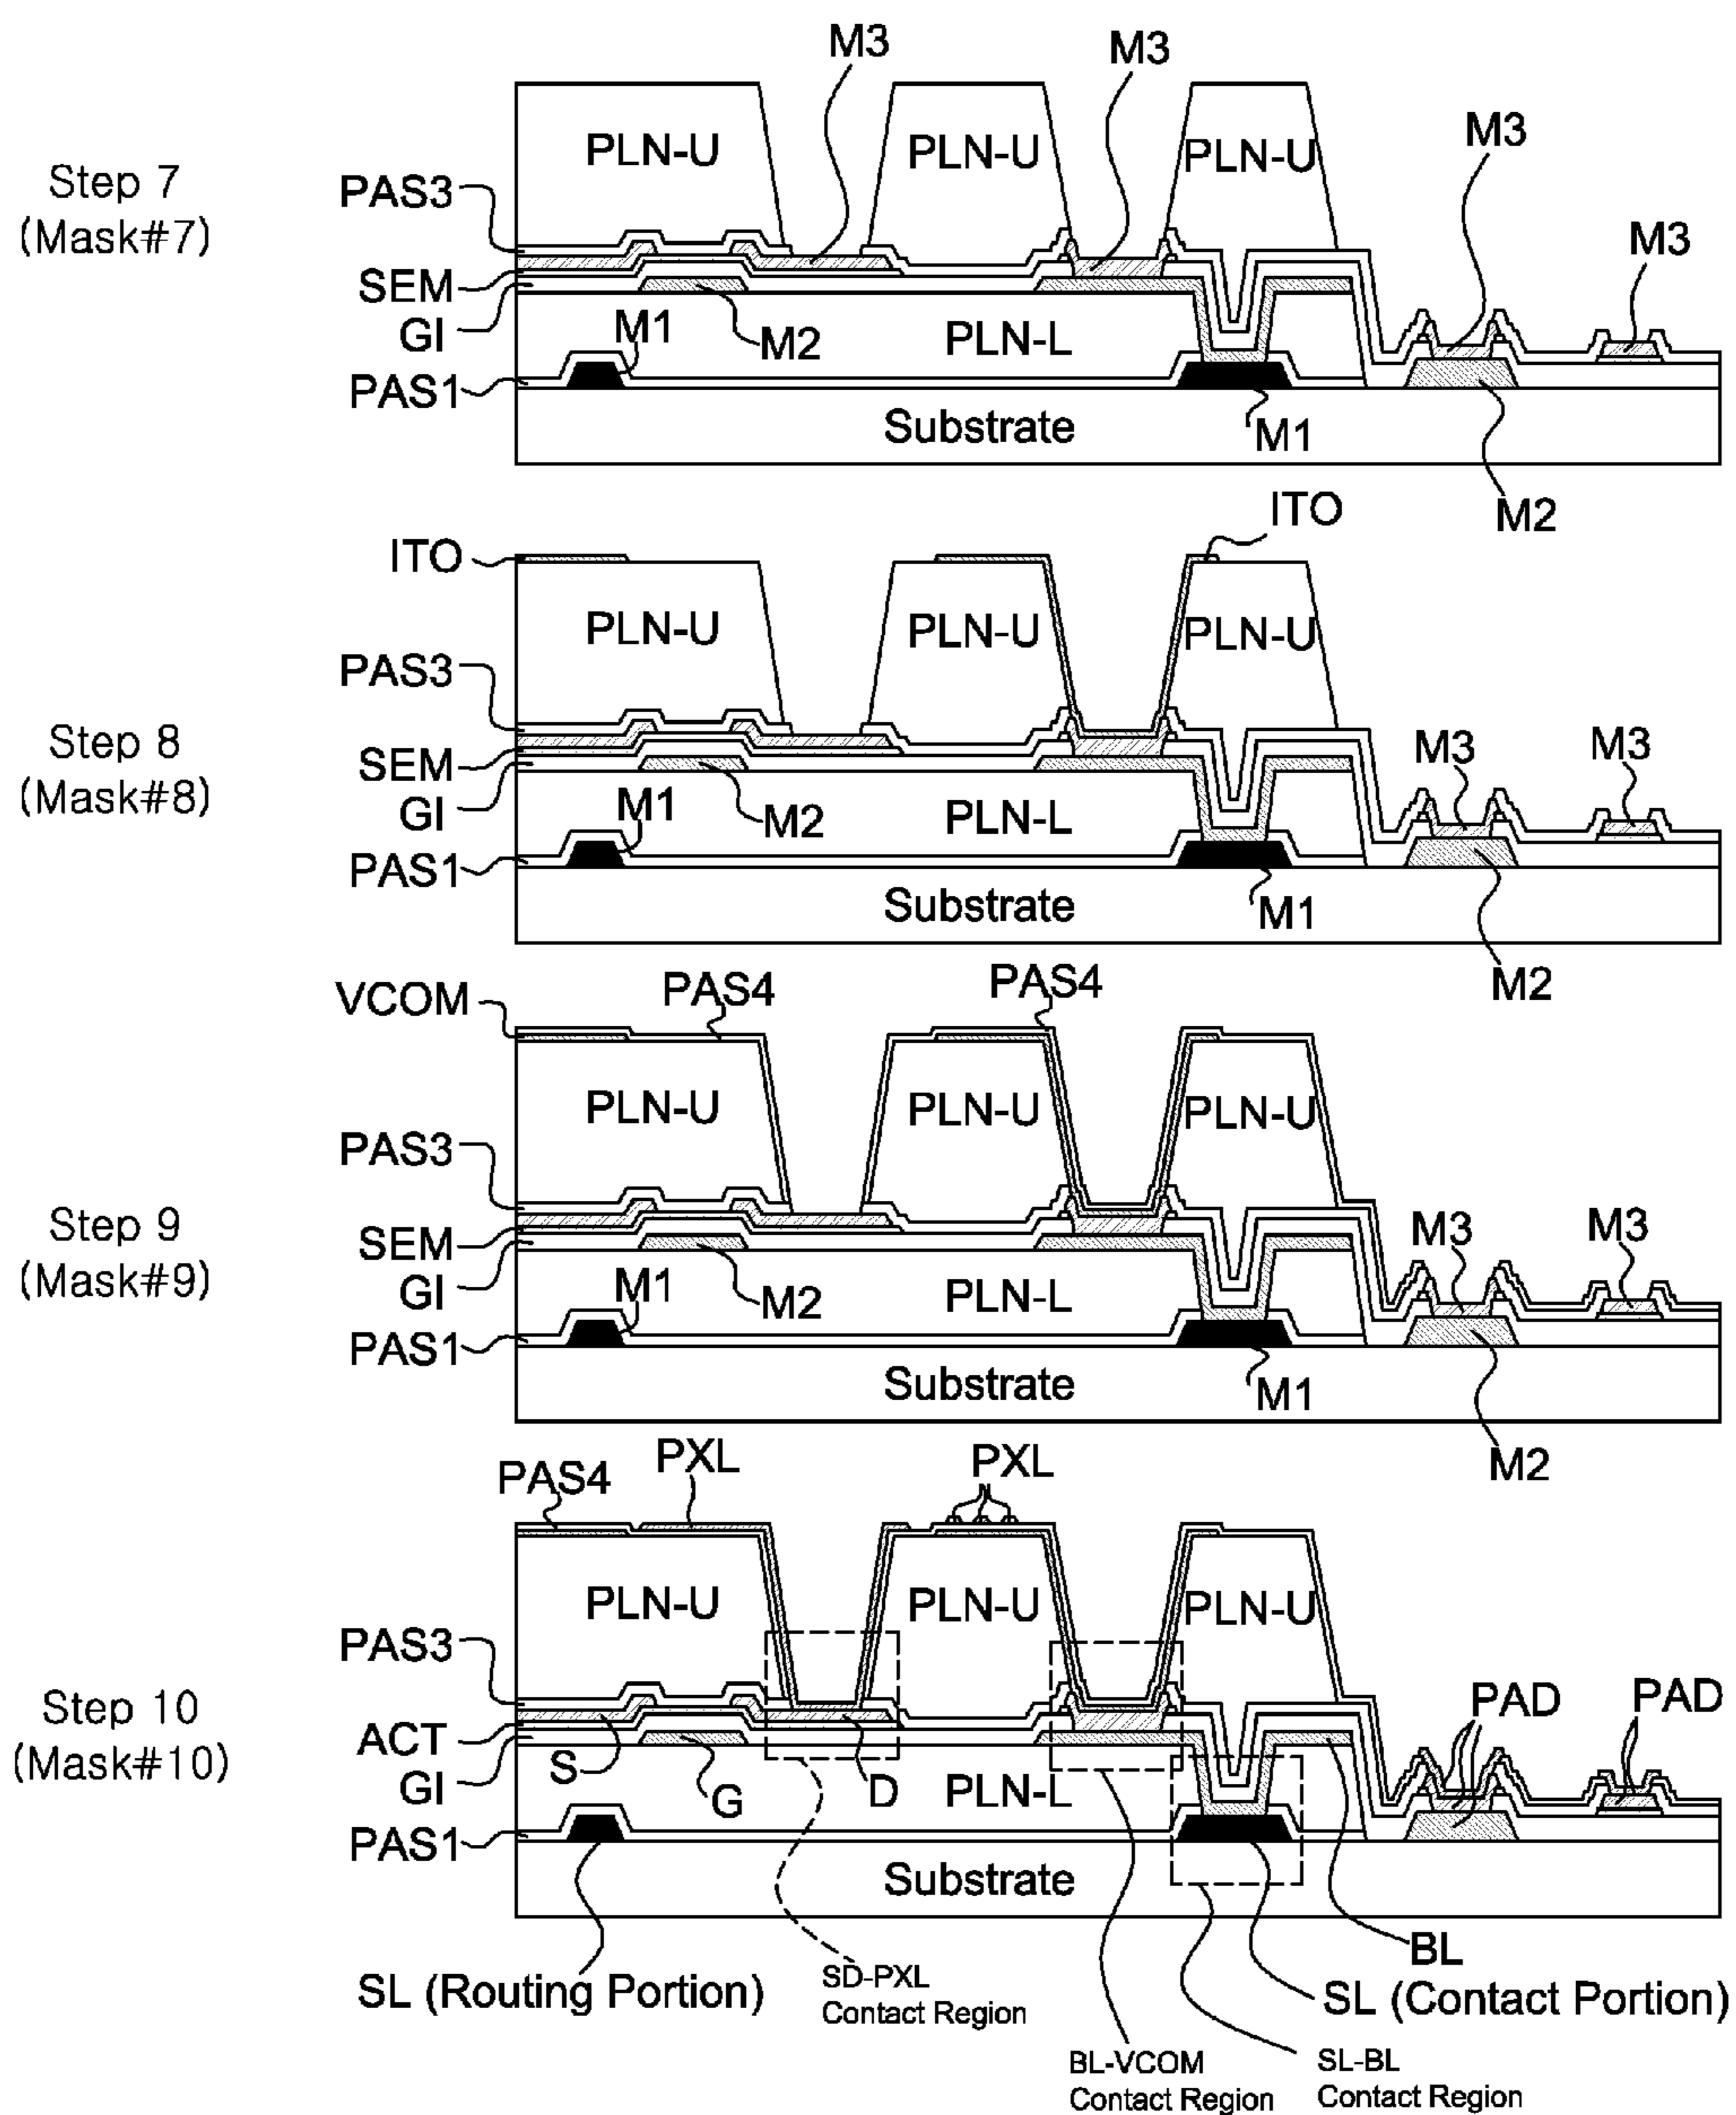 M3
M3
M3
M3
Step 7
(Mask#7)
PLN-U
PLN-U
PLN-U
PAS3
SEM
GI
M1
M2
PLN-L
PAS1
Substrate
M1
M2
ITO
ITO
Step 8
(Mask#8)
PLN-U
PLN-U
PLN-U
PAS3
M3
M3
SEM
GI
M1
M2
PLN-L
PAS1
Substrate
M1
M2
VCOM
PAS4
PAS4
Step 9
(Mask#9)
PLN-U
PLN-U
PLN-U
PAS3
M3
M3
SEM
GI
M1
M2
PLN-L
PAS1
Substrate
M1
M2
PAS4
PXL
PXL
Step 10
(Mask#10)
PLN-U
PLN-U
PLN-U
PAS3
PAD
PAD
ACT
GI
S
G
D
PLN-L
PAS1
Substrate
BL
SL (Routing Portion)
SD-PXL
Contact Region
SL (Contact Portion)
BL-VCOM
Contact Region
SL-BL
Contact Region